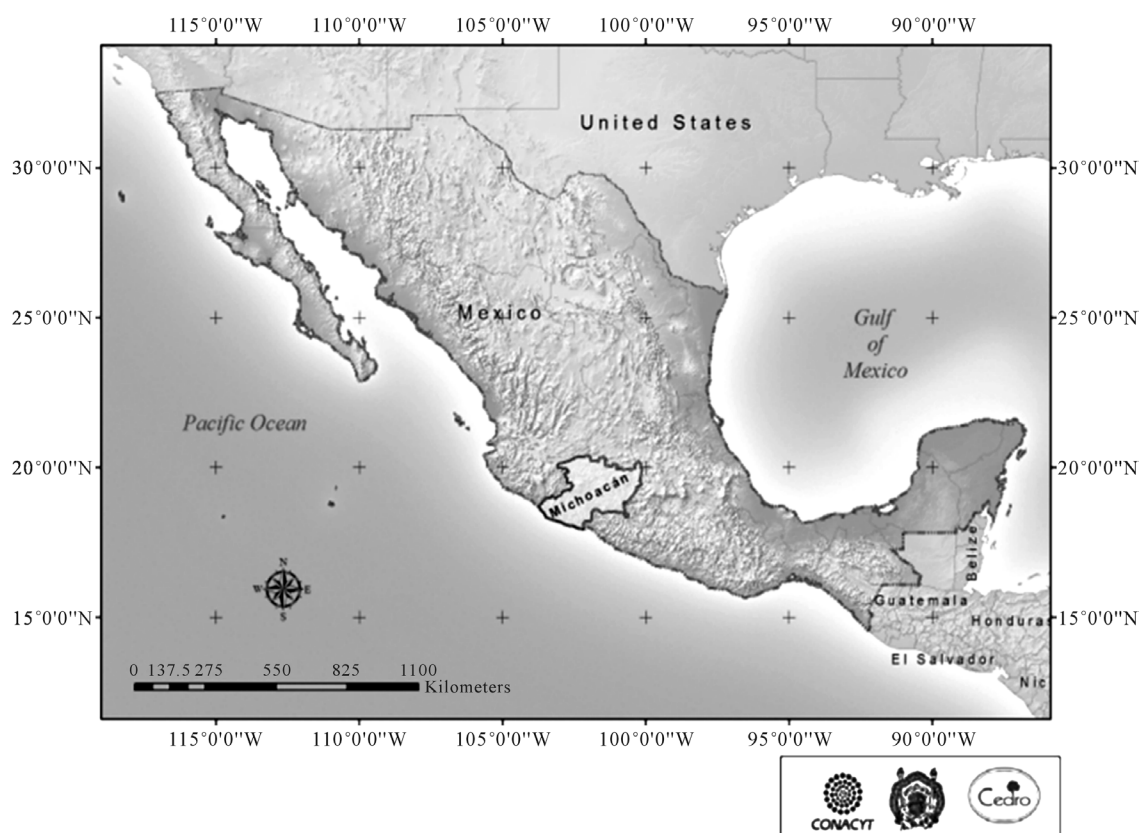 115°0'0"W 110°0'0"W 105°0'0"W 100°0'0"W 95°0'0"W 90°0'0"W
United States
30°0'0"N 30°0'0"N
Mexico
25°0'0"N 25°0'0"N
Gulf
of
Mexico
Pacific Ocean
20°0'0"N 20°0'0"N
Michoacán
Belize
N
W E
S
Guatemala
15°0'0"N 15°0'0"N
Honduras
El Salvador
Nic
0 137.5 275 550 825 1100
Kilometers
115°0'0"W 110°0'0"W 105°0'0"W 100°0'0"W 95°0'0"W 90°0'0"W
CONACYT
Cedro